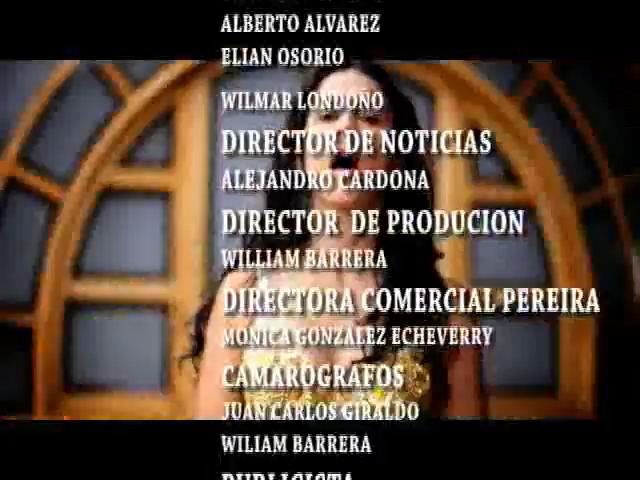 ALBERTO ALVAREZ
ELIAN OSORIO
WILMAR LONDOÑO
DIRECTOR DE NOTICIAS
ALEJANDRO CARDONA
DIRECTOR DE PRODUCION
WILLIAM BARRERA
DIRECTORA COMERCIAL PEREIRA
MONICA GONZALEZ ECHEVERRY
CAMAROGRAFOS
JUAN CARLOS GIRALDO
WILIAM BARRERA
PUBLICISTA